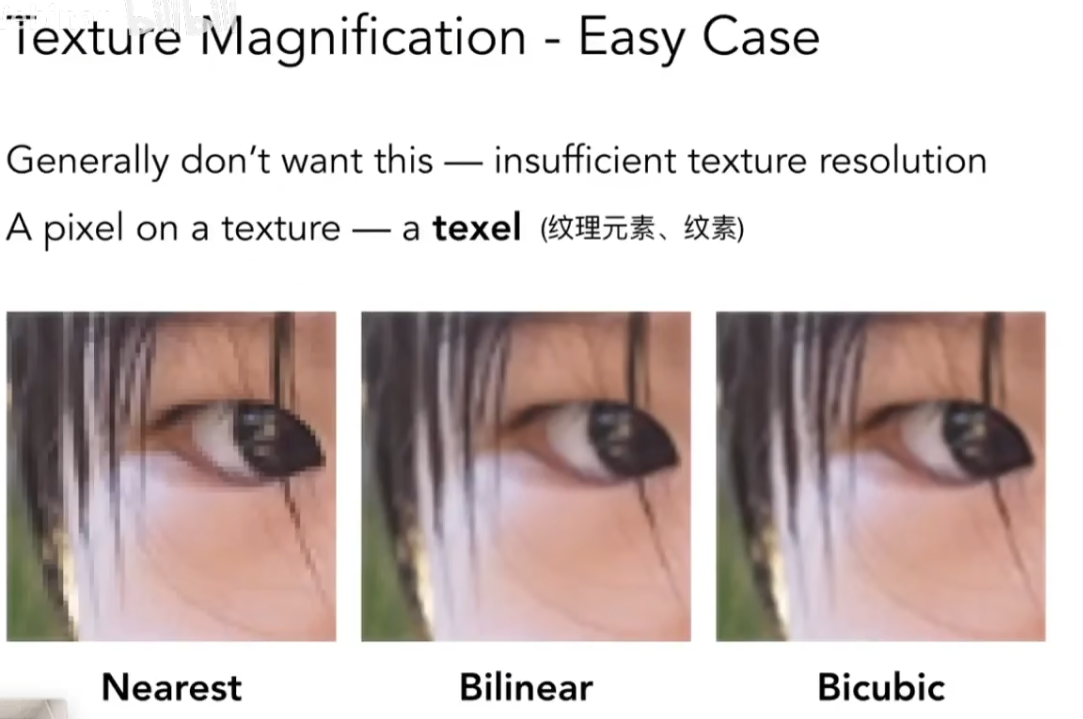 Texture Magnification - Easy Case
Generally don't want this — insufficient texture resolution
A pixel on a texture — a texel (纹理元素、纹素)
Nearest
Bilinear
Bicubic